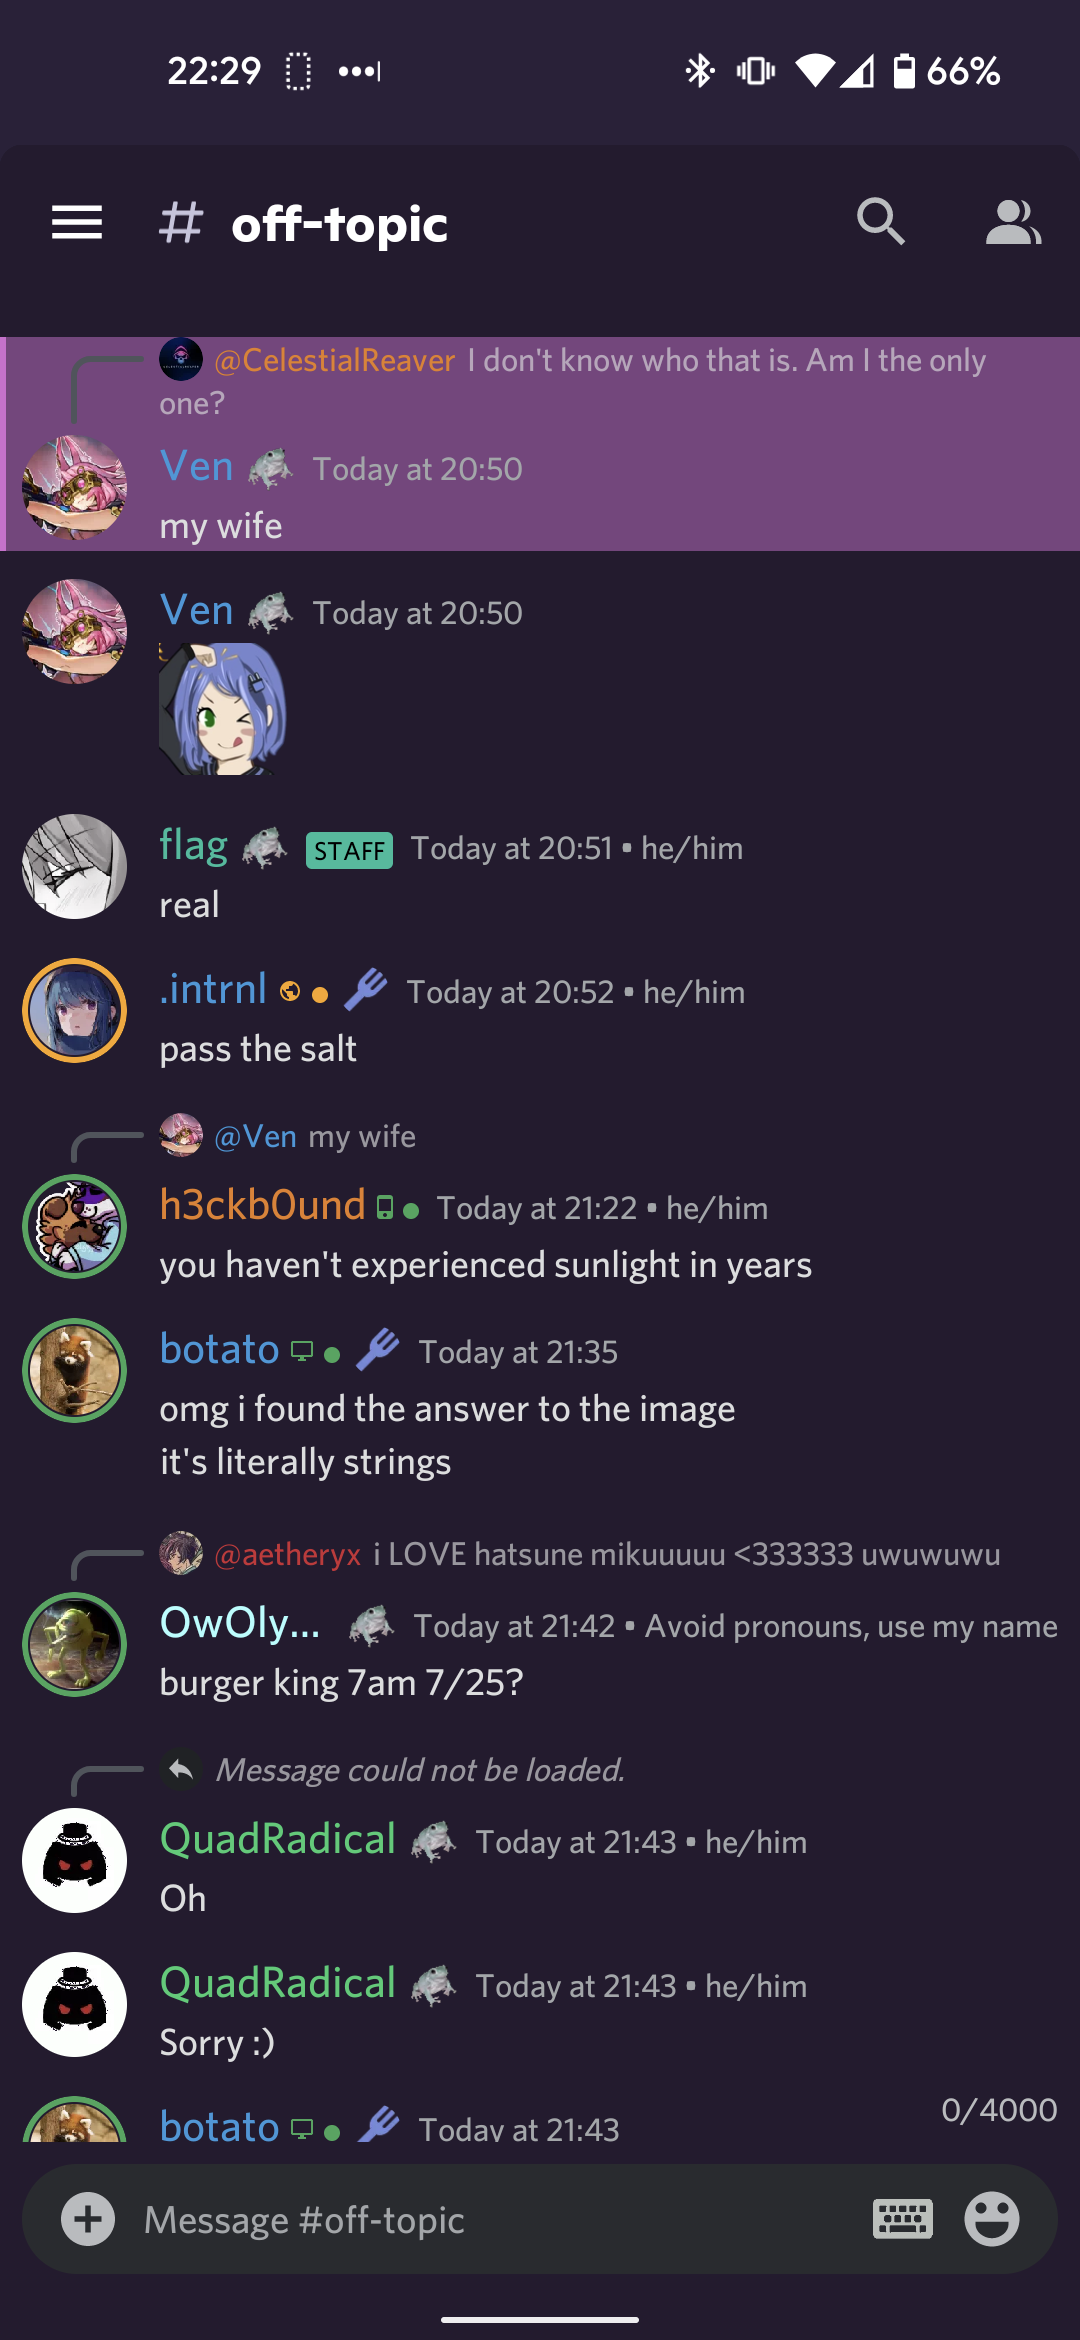 22:29
66%
# off-topic
@CelestialReaver I don't know who that is. Am I the only
one?
Ven Today at 20:50
my wife
Ven Today at 20:50
flag STAFF Today at 20:51 • he/him
real
.intrnl Today at 20:52 • he/him
pass the salt
@Ven my wife
h3ckb0und Today at 21:22 • he/him
you haven't experienced sunlight in years
botato Today at 21:35
omg i found the answer to the image
it's literally strings
@aetheryx i LOVE hatsune mikuuuuu <333333 uwuwuwu
OwOly... Today at 21:42 • Avoid pronouns, use my name
burger king 7am 7/25?
Message could not be loaded.
QuadRadical Today at 21:43 • he/him
Oh
QuadRadical Today at 21:43 • he/him
Sorry :)
botato Today at 21:43
0/4000
Message #off-topic